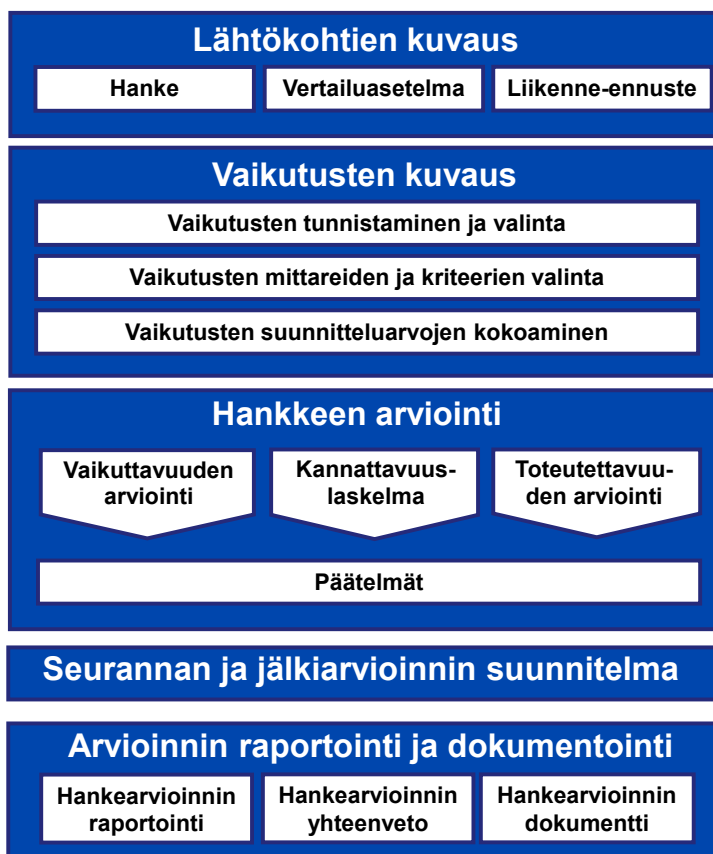 Lähtökohtien kuvaus
Hanke
Vertailuasetelma
Liikenne-ennuste
Vaikutusten kuvaus
Vaikutusten tunnistaminen ja valinta
Vaikutusten mittareiden ja kriteerien valinta
Vaikutusten suunnitteluarvojen kokoaminen
Hankkeen arviointi
Vaikuttavuuden
arviointi
Kannattavuus-
laskelma
Toteutettavuu-
den arviointi
Päätelmät
Seurannan ja jälkiarvioinnin suunnitelma
Arvioinnin raportointi ja dokumentointi
Hankearvioinnin
raportointi
Hankearvioinnin
yhteenveto
Hankearvioinnin
dokumentti